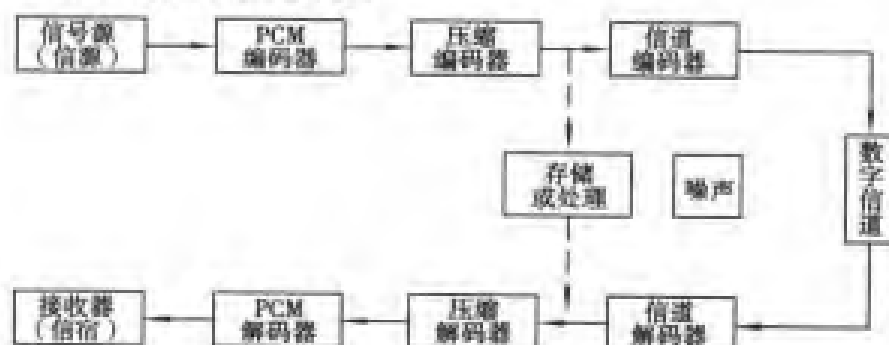 信号源
（信源）
PCM
编码器
压缩
编码器
信道
编码器
数字信道
存储
或处理
噪声
接收器
（信宿）
PCM
解码器
压缩
解码器
信道
解码器